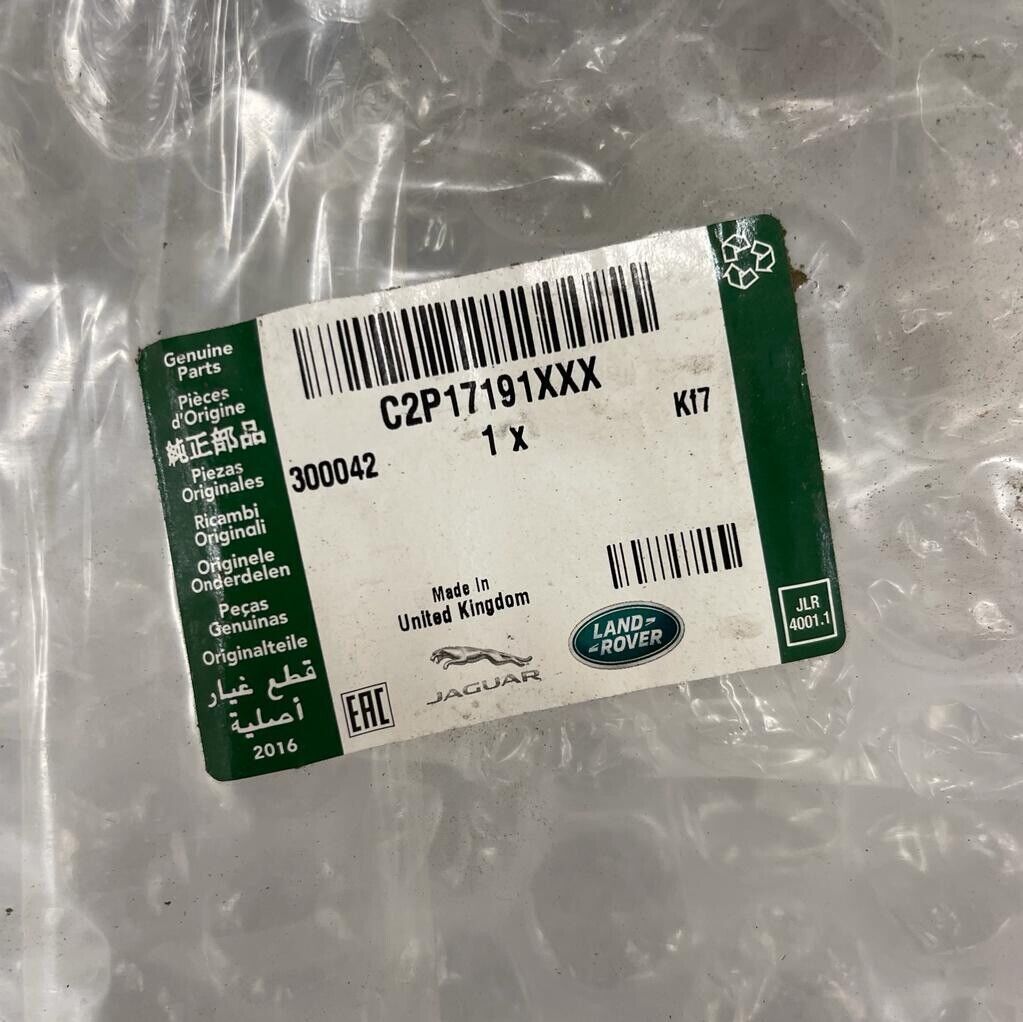 Genuine
Parts
Pièces
d'Origine
純正部品
Piezas
Originales
Ricambi
Originali
Originele
Onderdelen
Peças
Genuinas
Originalteile
قطع غيار
أصلية
2016
C2P17191XXX
1 x
Kf7
300042
Made In
United Kingdom
EAC
JAGUAR
LAND-
-ROVER
JLR
4001.1